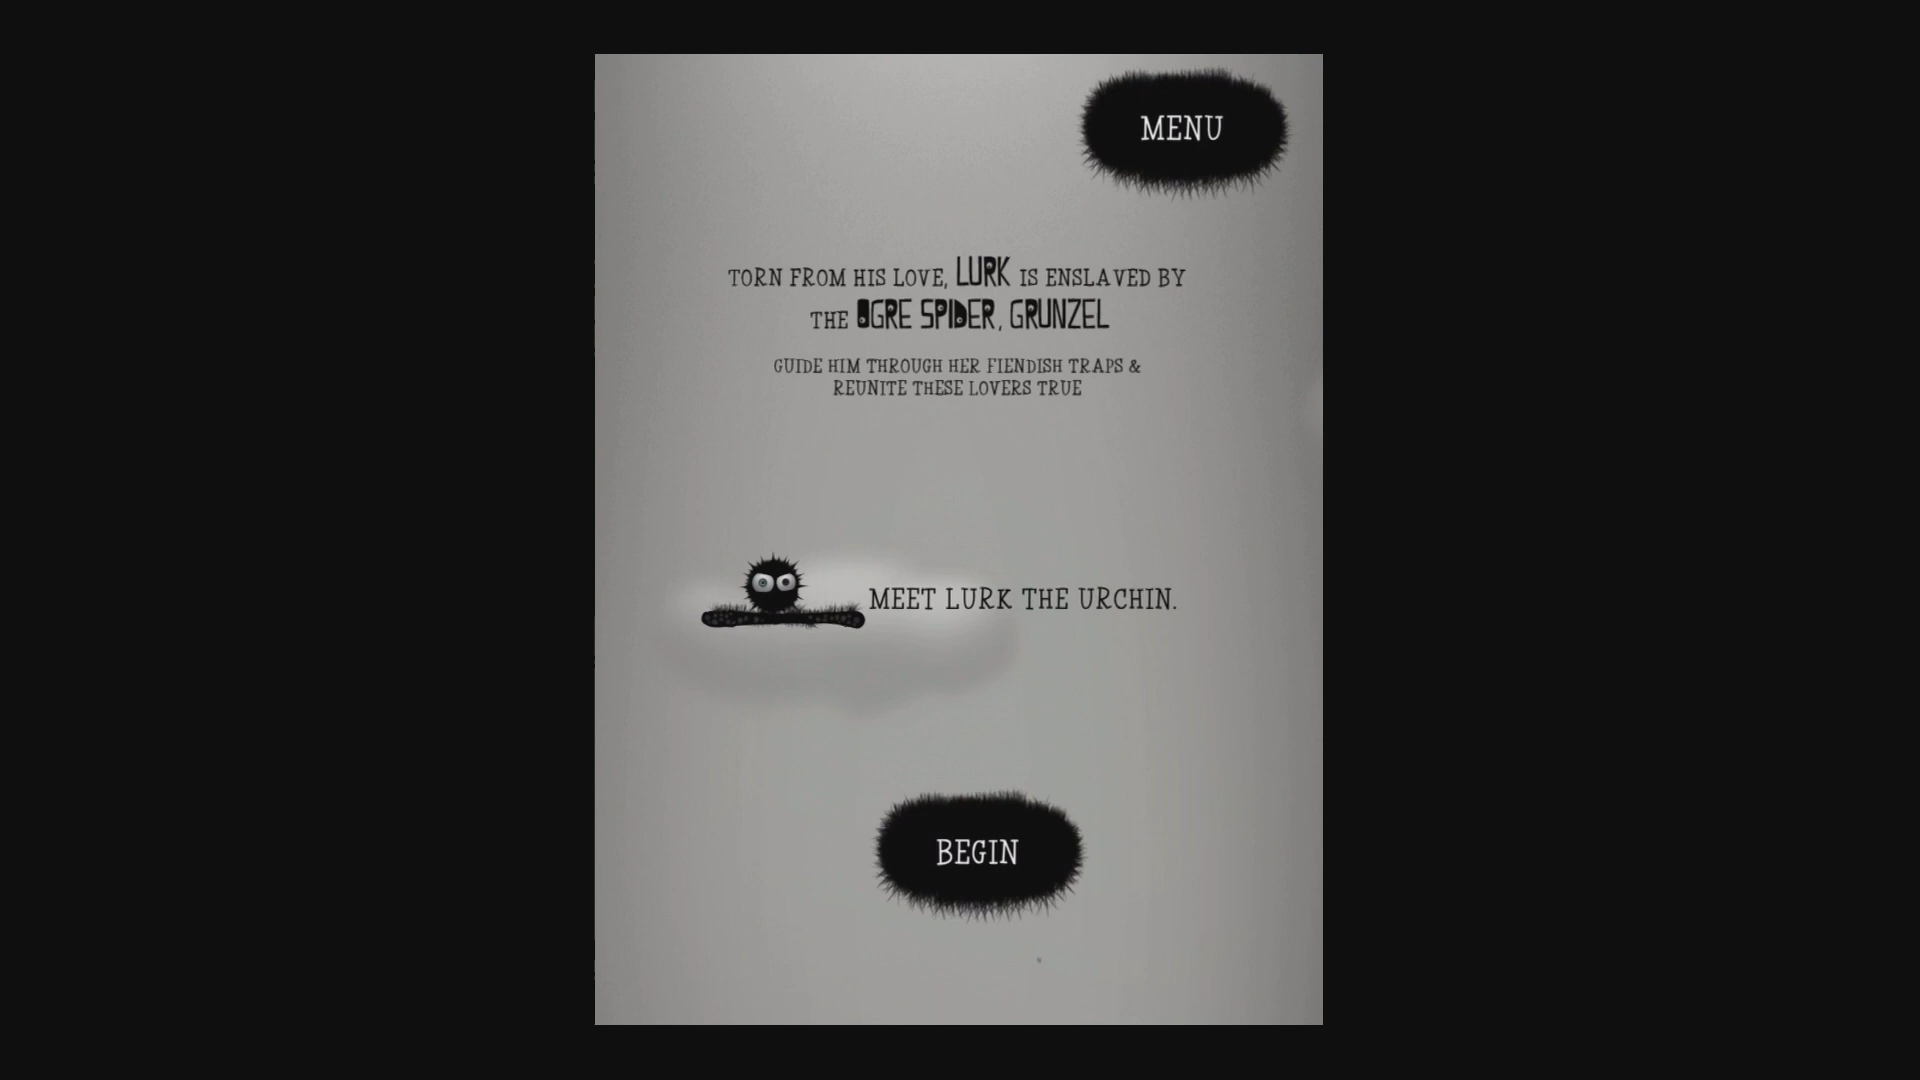 MENU
TORN FROM HIS LOVE, LURK IS ENSLAVED BY
THE OGRE SPIDER, GRUNZEL
GUIDE HIM THROUGH HER FIENDISH TRAPS &
REUNITE THESE LOVERS TRUE
MEET LURK THE URCHIN.
BEGIN